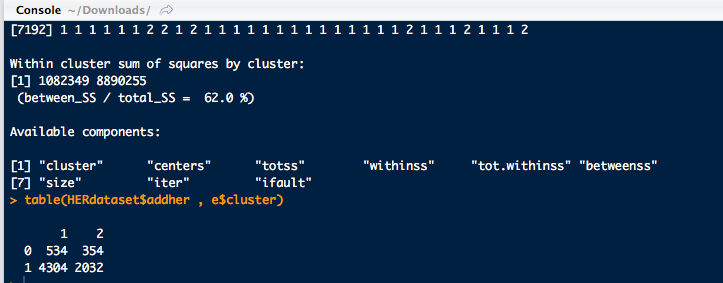 Console ~/Downloads/
[7192] 1 1 1 1 1 1 2 2 1 2 1 1 1 1 1 1 1 1 1 1 1 1 1 1 2 1 1 1 2 1 1 1 2
Within cluster sum of squares by cluster:
[1] 1082349 8890255
(between_SS / total_SS = 62.0 %)
Available components:
[1] "cluster" "centers" "totss" "withinss" "tot.withinss" "betweenss"
[7] "size" "iter" "ifault"
> table(HERdataset$addher , e$cluster)
1 2
0 534 354
1 4304 2032
>